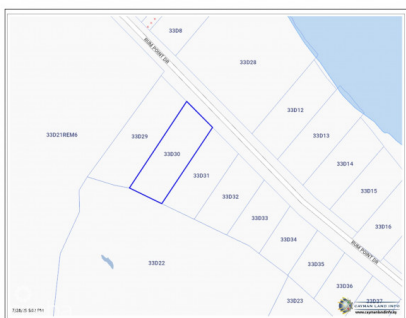 33D8
RUM POINT DR
33D28
33D12
33D13
33D21REM6
33D29
33D30
33D14
33D31
33D15
33D32
33D16
33D33
RUM POINT DR
33D34
33D22
33D35
33D36
33D23
33D37
CAYMAN LAND INFO
www.caymanlandinfo.ky